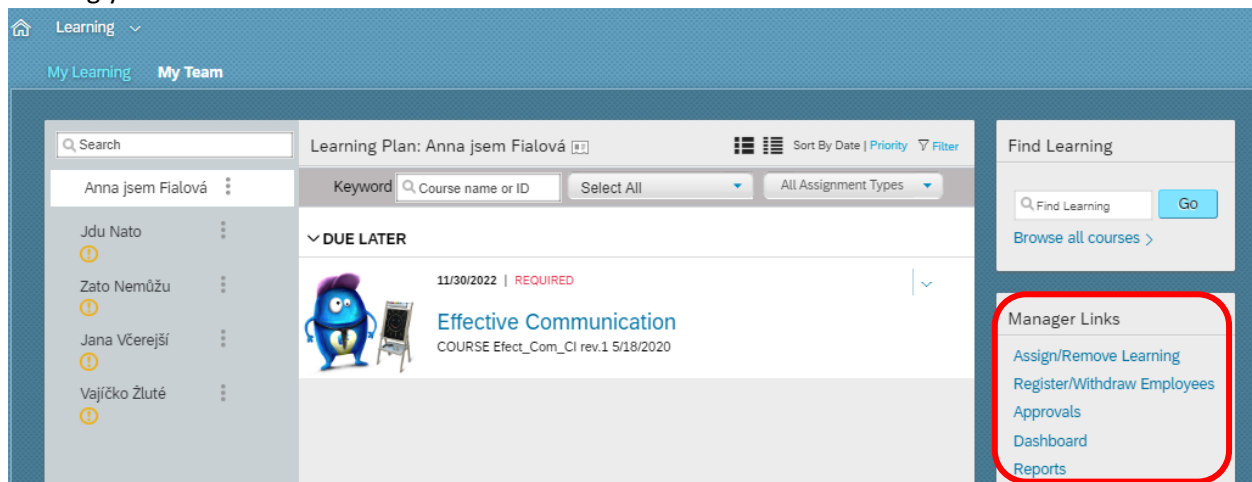 Learning
My Learning My Team
Search
Anna jsem Fialová
Jdu Nato
Zato Nemůžu
Jana Včerejší
Vajíčko Žluté
Learning Plan: Anna jsem Fialová
Sort By Date | Priority Filter
Keyword Course name or ID Select All All Assignment Types
DUE LATER
11/30/2022 | REQUIRED
Effective Communication
COURSE Efect_Com_CI rev.1 5/18/2020
Find Learning
Find Learning Go
Browse all courses >
Manager Links
Assign/Remove Learning
Register/Withdraw Employees
Approvals
Dashboard
Reports